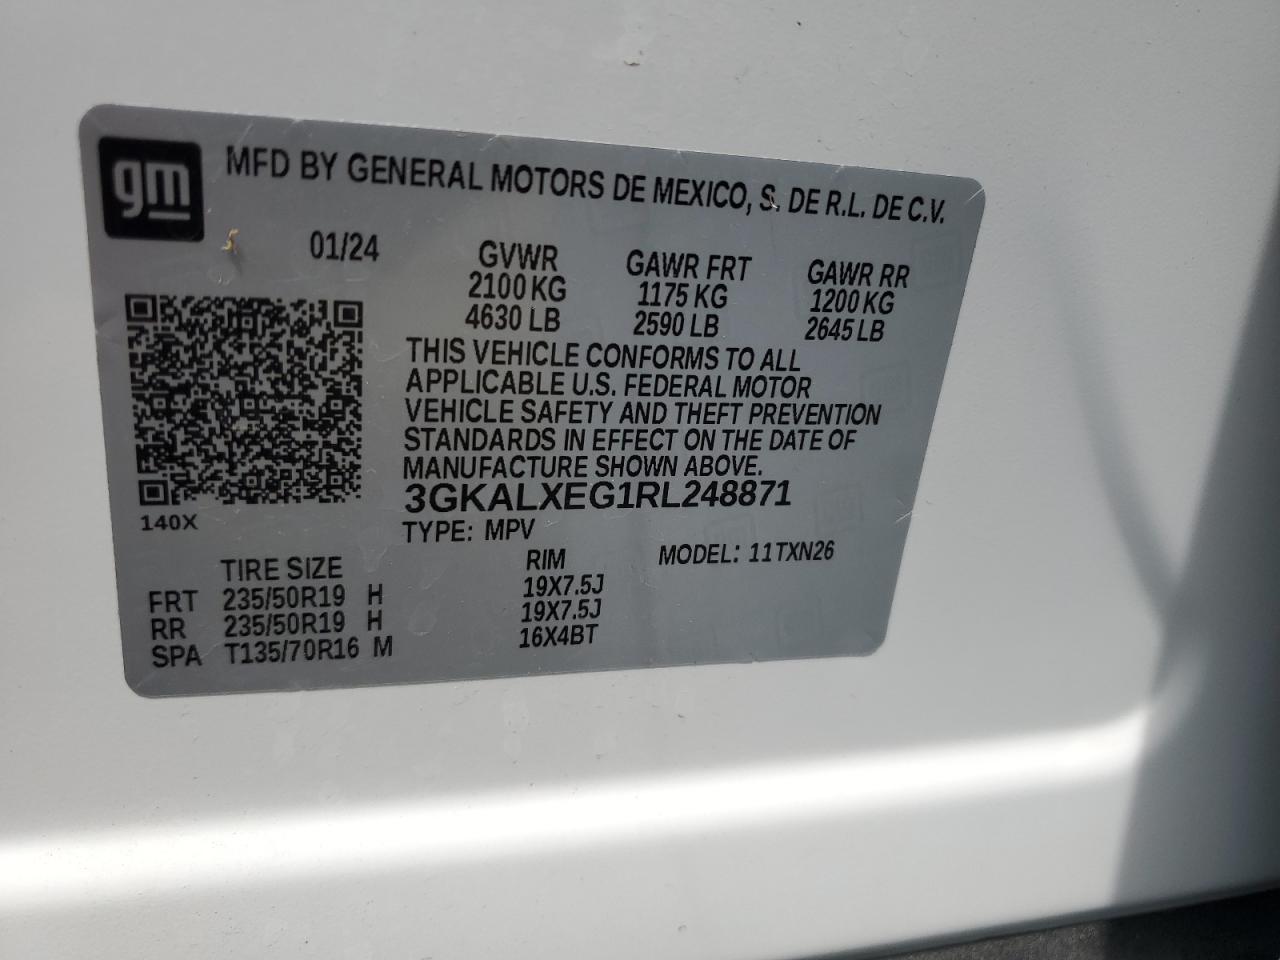 gm
MFD BY GENERAL MOTORS DE MEXICO, S. DE R.L. DE C.V.
01/24 GVWR GAWR FRT GAWR RR
2100 KG 1175 KG 1200 KG
4630 LB 2590 LB 2645 LB
THIS VEHICLE CONFORMS TO ALL
APPLICABLE U.S. FEDERAL MOTOR
VEHICLE SAFETY AND THEFT PREVENTION
STANDARDS IN EFFECT ON THE DATE OF
MANUFACTURE SHOWN ABOVE.
3GKALXEG1RL248871
140X
TYPE: MPV MODEL: 11TXN26
TIRE SIZE RIM
FRT 235/50R19 H 19X7.5J
RR 235/50R19 H 19X7.5J
SPA T135/70R16 M 16X4BT